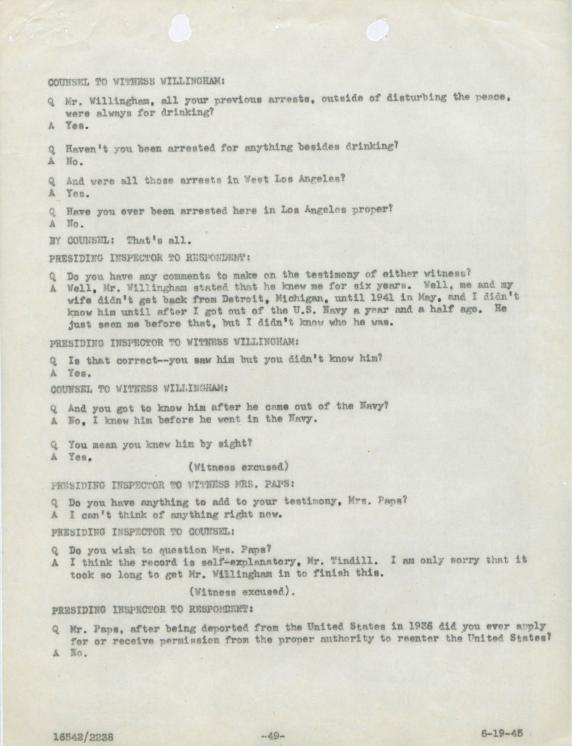 COUNSEL TO WITNESS WILLINGHAM:
Q Mr. Willingham, all your previous arrests, outside of disturbing the peace,
were always for drinking?
A Yes.
Q Haven't you been arrested for anything besides drinking?
A No.
Q And were all those arrests in West Los Angeles?
A Yes.
Q Have you ever been arrested here in Los Angeles proper?
A No.
BY COUNSEL: That's all.
PRESIDING INSPECTOR TO RESPONDENT:
Q Do you have any comments to make on the testimony of either witness?
A Well, Mr. Willingham stated that he knew me for six years. Well, me and my
wife didn't get back from Detroit, Michigan, until 1941 in May, and I didn't
know him until after I got out of the U.S. Navy a year and a half ago. He
just seen me before that, but I didn't know who he was.
PRESIDING INSPECTOR TO WITNESS WILLINGHAM:
Q Is that correct--you saw him but you didn't know him?
A Yes.
COUNSEL TO WITNESS WILLINGHAM:
Q And you got to know him after he came out of the Navy?
A No, I knew him before he went in the Navy.
Q You mean you knew him by sight?
A Yes.
(Witness excused)
PRESIDING INSPECTOR TO WITNESS MRS. PAPS:
Q Do you have anything to add to your testimony, Mrs. Paps?
A I can't think of anything right now.
PRESIDING INSPECTOR TO COUNSEL:
Q Do you wish to question Mrs. Paps?
A I think the record is self-explanatory, Mr. Tindill. I am only sorry that it
took so long to get Mr. Willingham in to finish this.
(Witness excused).
PRESIDING INSPECTOR TO RESPONDENT:
Q Mr. Paps, after being deported from the United States in 1936 did you ever apply
for or receive permission from the proper authority to reenter the United States?
A No.
16542/2238 -49- 6-19-45